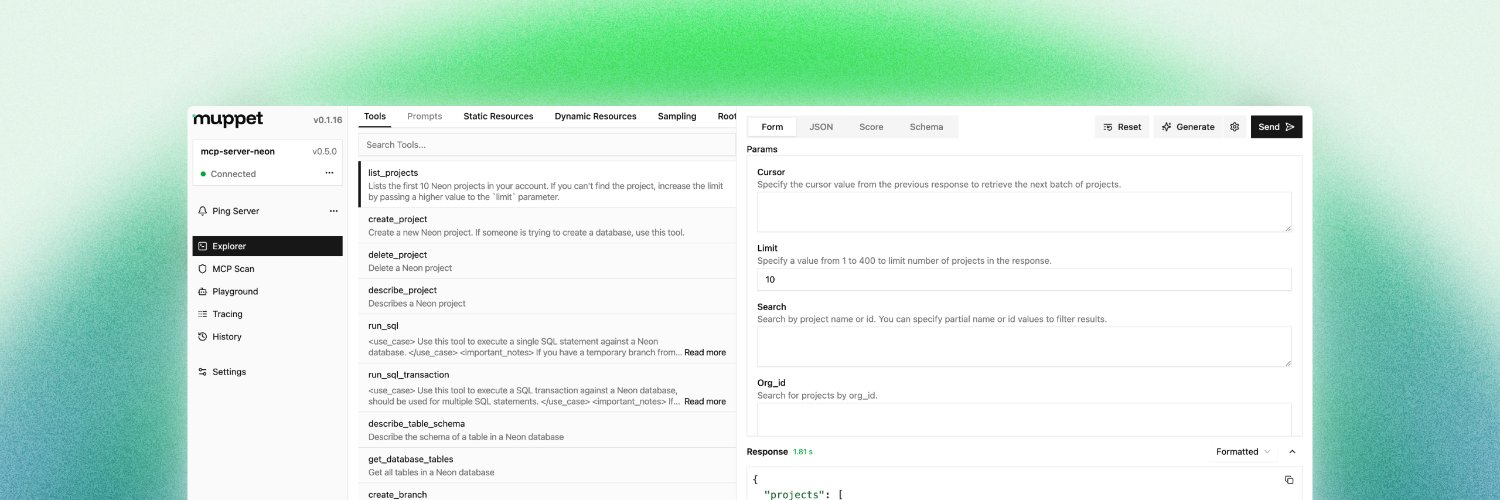 muppet
v0.1.16
mcp-server-neon
v0.5.0
Connected
Ping Server
Explorer
MCP Scan
Playground
Tracing
History
Settings
Tools
Prompts
Static Resources
Dynamic Resources
Sampling
Root
Search Tools...
list_projects
Lists the first 10 Neon projects in your account. If you can't find the project, increase the limit
by passing a higher value to the `limit` parameter.
create_project
Create a new Neon project. If someone is trying to create a database, use this tool.
delete_project
Delete a Neon project
describe_project
Describes a Neon project
run_sql
<use_case> Use this tool to execute a single SQL statement against a Neon
database. </use_case> <important_notes> If you have a temporary branch from... Read more
run_sql_transaction
<use_case> Use this tool to execute a SQL transaction against a Neon database,
should be used for multiple SQL statements. </use_case> <important_notes> If... Read more
describe_table_schema
Describe the schema of a table in a Neon database
get_database_tables
Get all tables in a Neon database
create_branch
Form
JSON
Score
Schema
Reset
Generate
Send
Params
Cursor
Specify the cursor value from the previous response to retrieve the next batch of projects.
Limit
Specify a value from 1 to 400 to limit number of projects in the response.
10
Search
Search by project name or id. You can specify partial name or id values to filter results.
Org_id
Search for projects by org_id.
Response 1.81 s
Formatted
{
"projects": [